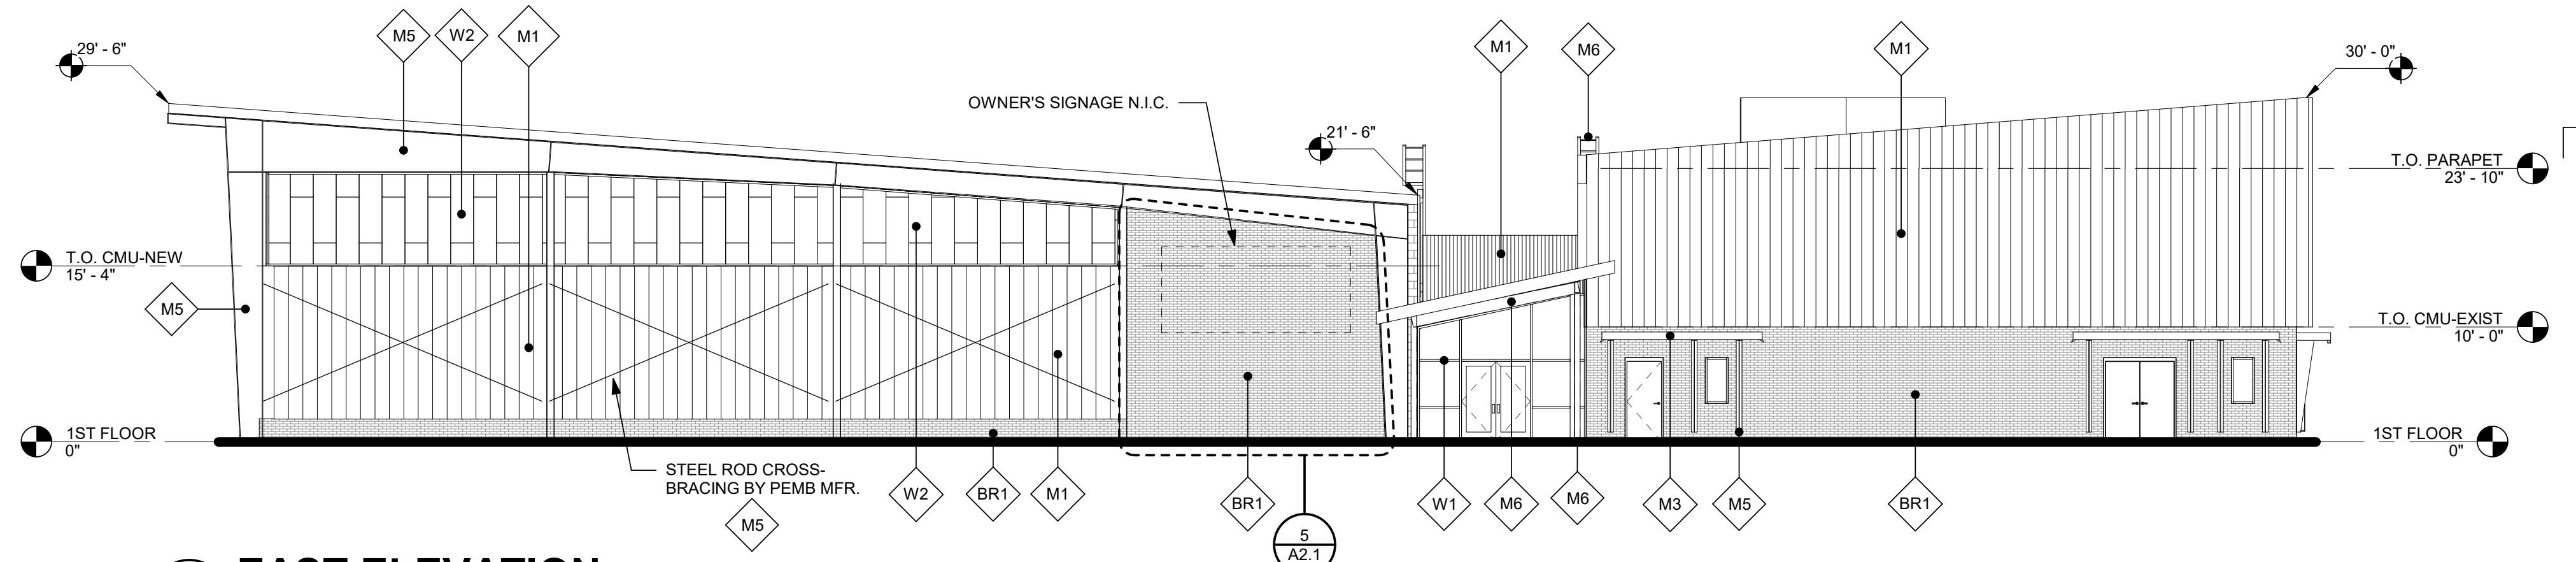 M5
W2
M1
29' - 6"
M1
M6
M1
30' - 0"
OWNER'S SIGNAGE N.I.C.
21' - 6"
T.O. PARAPET
23' - 10"
T.O. CMU-NEW
15' - 4"
M5
T.O. CMU-EXIST
10' - 0"
1ST FLOOR
0"
1ST FLOOR
0"
STEEL ROD CROSS-
BRACING BY PEMB MFR.
M5
W2
BR1
M1
BR1
W1
M6
M6
M3
M5
BR1
5
A2.1
EAST ELEVATION